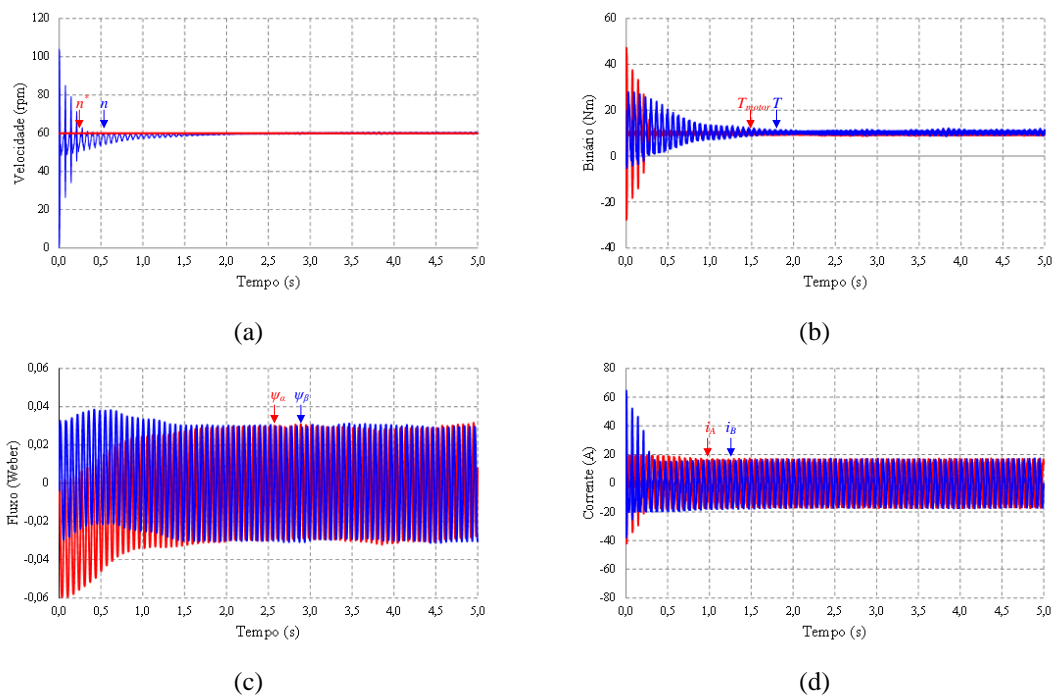 120
100
80
60
40
20
0
Velocidade (rpm)
n*
n
0,0 0,5 1,0 1,5 2,0 2,5 3,0 3,5 4,0 4,5 5,0
Tempo (s)
(a)
60
40
20
0
-20
-40
Binário (Nm)
Tmotor
T
0,0 0,5 1,0 1,5 2,0 2,5 3,0 3,5 4,0 4,5 5,0
Tempo (s)
(b)
0,06
0,04
0,02
0
-0,02
-0,04
-0,06
Fluxo (Weber)
ψα
ψβ
0,0 0,5 1,0 1,5 2,0 2,5 3,0 3,5 4,0 4,5 5,0
Tempo (s)
(c)
80
60
40
20
0
-20
-40
-60
-80
Corrente (A)
iA
iB
0,0 0,5 1,0 1,5 2,0 2,5 3,0 3,5 4,0 4,5 5,0
Tempo (s)
(d)